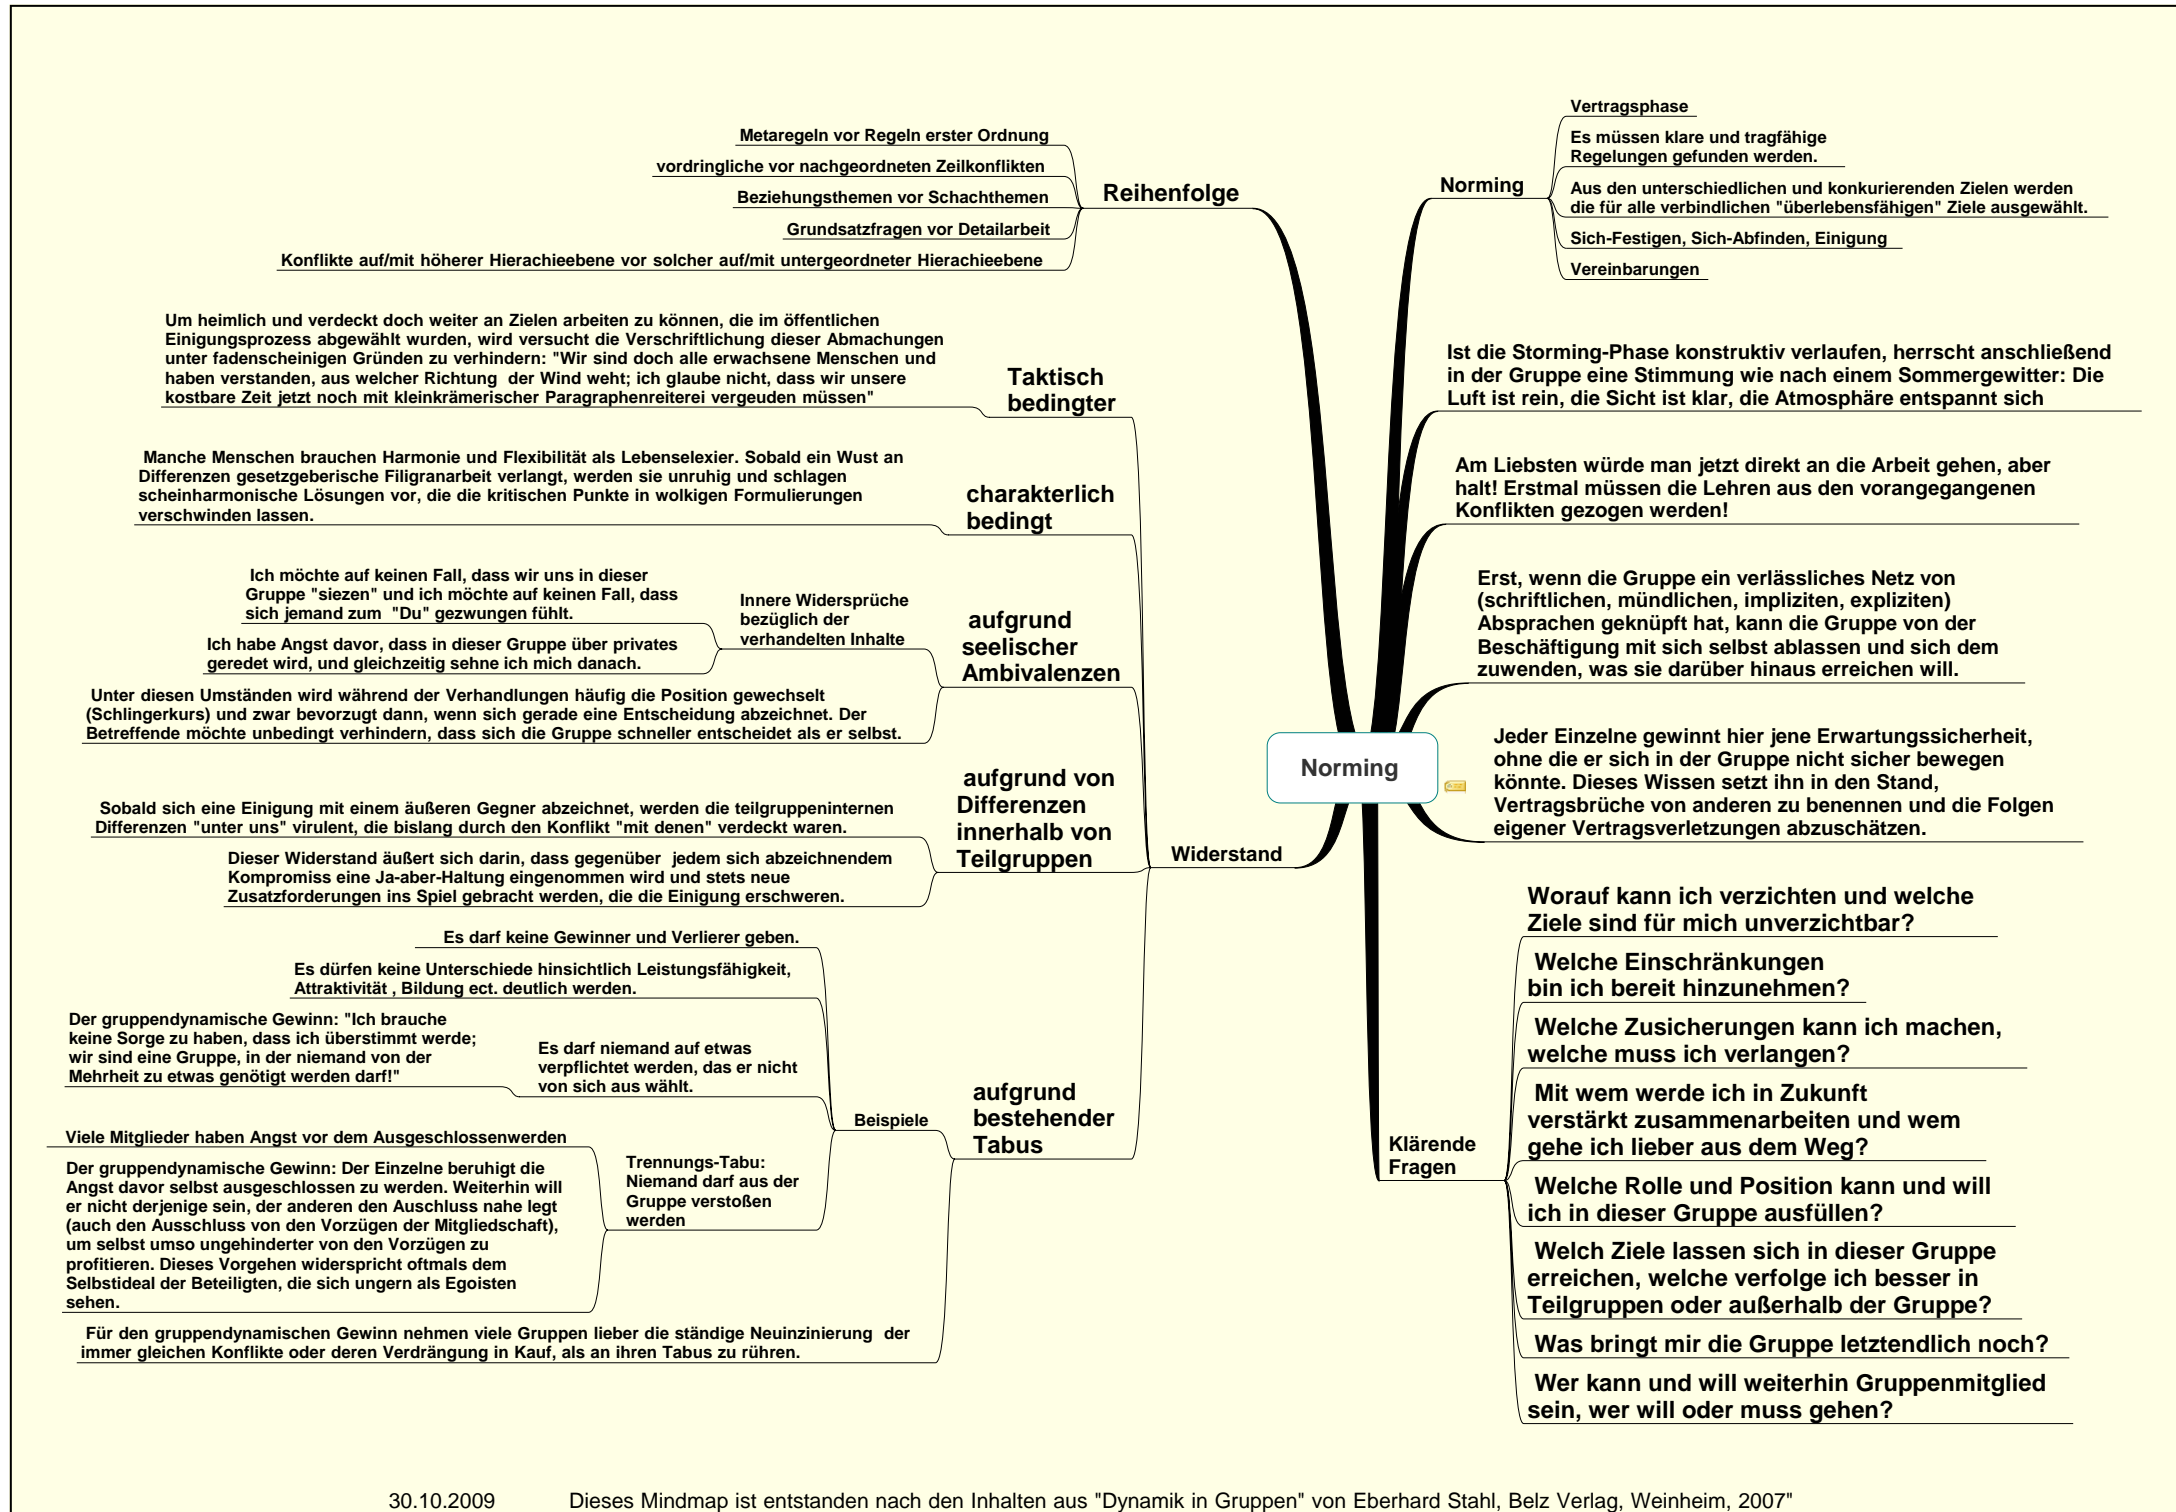 Norming
Norming
Vertragsphase
Es müssen klare und tragfähige
Regelungen gefunden werden.
Aus den unterschiedlichen und konkurierenden Zielen werden
die für alle verbindlichen "überlebensfähigen" Ziele ausgewählt.
Sich-Festigen, Sich-Abfinden, Einigung
Vereinbarungen
Ist die Storming-Phase konstruktiv verlaufen, herrscht anschließend
in der Gruppe eine Stimmung wie nach einem Sommergewitter: Die
Luft ist rein, die Sicht ist klar, die Atmosphäre entspannt sich
Am Liebsten würde man jetzt direkt an die Arbeit gehen, aber
halt! Erstmal müssen die Lehren aus den vorangegangenen
Konflikten gezogen werden!
Erst, wenn die Gruppe ein verlässliches Netz von
(schriftlichen, mündlichen, impliziten, expliziten)
Absprachen geknüpft hat, kann die Gruppe von der
Beschäftigung mit sich selbst ablassen und sich dem
zuwenden, was sie darüber hinaus erreichen will.
Jeder Einzelne gewinnt hier jene Erwartungssicherheit,
ohne die er sich in der Gruppe nicht sicher bewegen
könnte. Dieses Wissen setzt ihn in den Stand,
Vertragsbrüche von anderen zu benennen und die Folgen
eigener Vertragsverletzungen abzuschätzen.
Klärende
Fragen
Worauf kann ich verzichten und welche
Ziele sind für mich unverzichtbar?
Welche Einschränkungen
bin ich bereit hinzunehmen?
Welche Zusicherungen kann ich machen,
welche muss ich verlangen?
Mit wem werde ich in Zukunft
verstärkt zusammenarbeiten und wem
gehe ich lieber aus dem Weg?
Welche Rolle und Position kann und will
ich in dieser Gruppe ausfüllen?
Welch Ziele lassen sich in dieser Gruppe
erreichen, welche verfolge ich besser in
Teilgruppen oder außerhalb der Gruppe?
Was bringt mir die Gruppe letztendlich noch?
Wer kann und will weiterhin Gruppenmitglied
sein, wer will oder muss gehen?
Reihenfolge
Metaregeln vor Regeln erster Ordnung
vordringliche vor nachgeordneten Zeilkonflikten
Beziehungsthemen vor Schachthemen
Grundsatzfragen vor Detailarbeit
Konflikte auf/mit höherer Hierachieebene vor solcher auf/mit untergeordneter Hierachieebene
Widerstand
Taktisch
bedingter
Um heimlich und verdeckt doch weiter an Zielen arbeiten zu können, die im öffentlichen
Einigungsprozess abgewählt wurden, wird versucht die Verschriftlichung dieser Abmachungen
unter fadenscheinigen Gründen zu verhindern: "Wir sind doch alle erwachsene Menschen und
haben verstanden, aus welcher Richtung der Wind weht; ich glaube nicht, dass wir unsere
kostbare Zeit jetzt noch mit kleinkrämerischer Paragraphenreiterei vergeuden müssen"
charakterlich
bedingt
Manche Menschen brauchen Harmonie und Flexibilität als Lebenselexier. Sobald ein Wust an
Differenzen gesetzgeberische Filigranarbeit verlangt, werden sie unruhig und schlagen
scheinharmonische Lösungen vor, die die kritischen Punkte in wolkigen Formulierungen
verschwinden lassen.
aufgrund
seelischer
Ambivalenzen
Innere Widersprüche
bezüglich der
verhandelten Inhalte
Ich möchte auf keinen Fall, dass wir uns in dieser
Gruppe "siezen" und ich möchte auf keinen Fall, dass
sich jemand zum "Du" gezwungen fühlt.
Ich habe Angst davor, dass in dieser Gruppe über privates
geredet wird, und gleichzeitig sehne ich mich danach.
Unter diesen Umständen wird während der Verhandlungen häufig die Position gewechselt
(Schlingerkurs) und zwar bevorzugt dann, wenn sich gerade eine Entscheidung abzeichnet. Der
Betreffende möchte unbedingt verhindern, dass sich die Gruppe schneller entscheidet als er selbst.
aufgrund von
Differenzen
innerhalb von
Teilgruppen
Sobald sich eine Einigung mit einem äußeren Gegner abzeichnet, werden die teilgruppeninternen
Differenzen "unter uns" virulent, die bislang durch den Konflikt "mit denen" verdeckt waren.
Dieser Widerstand äußert sich darin, dass gegenüber jedem sich abzeichnendem
Kompromiss eine Ja-aber-Haltung eingenommen wird und stets neue
Zusatzforderungen ins Spiel gebracht werden, die die Einigung erschweren.
aufgrund
bestehender
Tabus
Beispiele
Es darf keine Gewinner und Verlierer geben.
Es dürfen keine Unterschiede hinsichtlich Leistungsfähigkeit,
Attraktivität , Bildung ect. deutlich werden.
Es darf niemand auf etwas
verpflichtet werden, das er nicht
von sich aus wählt.
Der gruppendynamische Gewinn: "Ich brauche
keine Sorge zu haben, dass ich überstimmt werde;
wir sind eine Gruppe, in der niemand von der
Mehrheit zu etwas genötigt werden darf!"
Trennungs-Tabu:
Niemand darf aus der
Gruppe verstoßen
werden
Viele Mitglieder haben Angst vor dem Ausgeschlossenwerden
Der gruppendynamische Gewinn: Der Einzelne beruhigt die
Angst davor selbst ausgeschlossen zu werden. Weiterhin will
er nicht derjenige sein, der anderen den Auschluss nahe legt
(auch den Ausschluss von den Vorzügen der Mitgliedschaft),
um selbst umso ungehinderter von den Vorzügen zu
profitieren. Dieses Vorgehen widerspricht oftmals dem
Selbstideal der Beteiligten, die sich ungern als Egoisten
sehen.
Für den gruppendynamischen Gewinn nehmen viele Gruppen lieber die ständige Neuinzinierung der
immer gleichen Konflikte oder deren Verdrängung in Kauf, als an ihren Tabus zu rühren.
30.10.2009 Dieses Mindmap ist entstanden nach den Inhalten aus "Dynamik in Gruppen" von Eberhard Stahl, Belz Verlag, Weinheim, 2007"